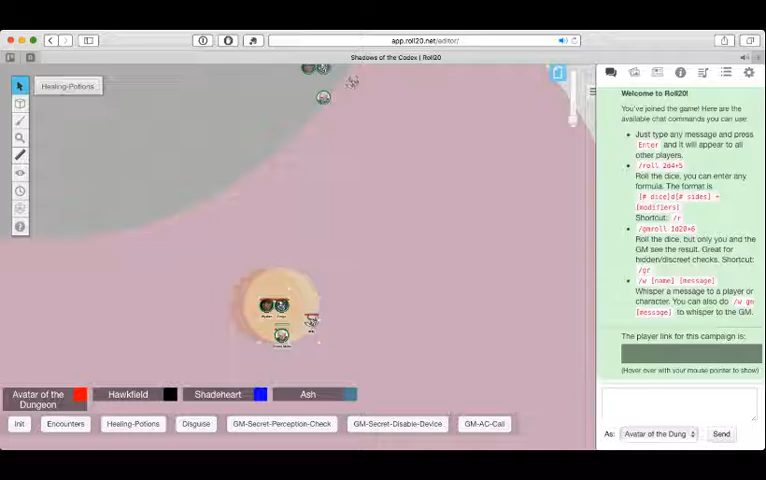 app.roll20.net/editor/
Shadows of the Codex | Roll20
Healing-Potions
Welcome to Roll20!
You've joined the game! Here are the
available chat commands you can
use:
Just type any message and press
Enter and it will appear to all
other players.
/roll 2d4+5
Roll the dice, you can enter any
formula. The format is
[# dice]d[# sides] +
[modifiers]
Shortcut: /r
/gmroll 1d20+6
Roll the dice, but only you and the
GM see the result. Great for
hidden/discreet checks. Shortcut:
/gr
/w [name] [message]
Whisper a message to a player or
character. You can also do /w gm
[message] to whisper to the GM.
The player link for this campaign is:
(Hover over with your mouse pointer to show)
Avatar of the
Dungeon
Hawkfield
Shadeheart
Ash
Init
Encounters
Healing-Potions
Disguise
GM-Secret-Perception-Check
GM-Secret-Disable-Device
GM-AC-Call
As:
Avatar of the Dung
Send